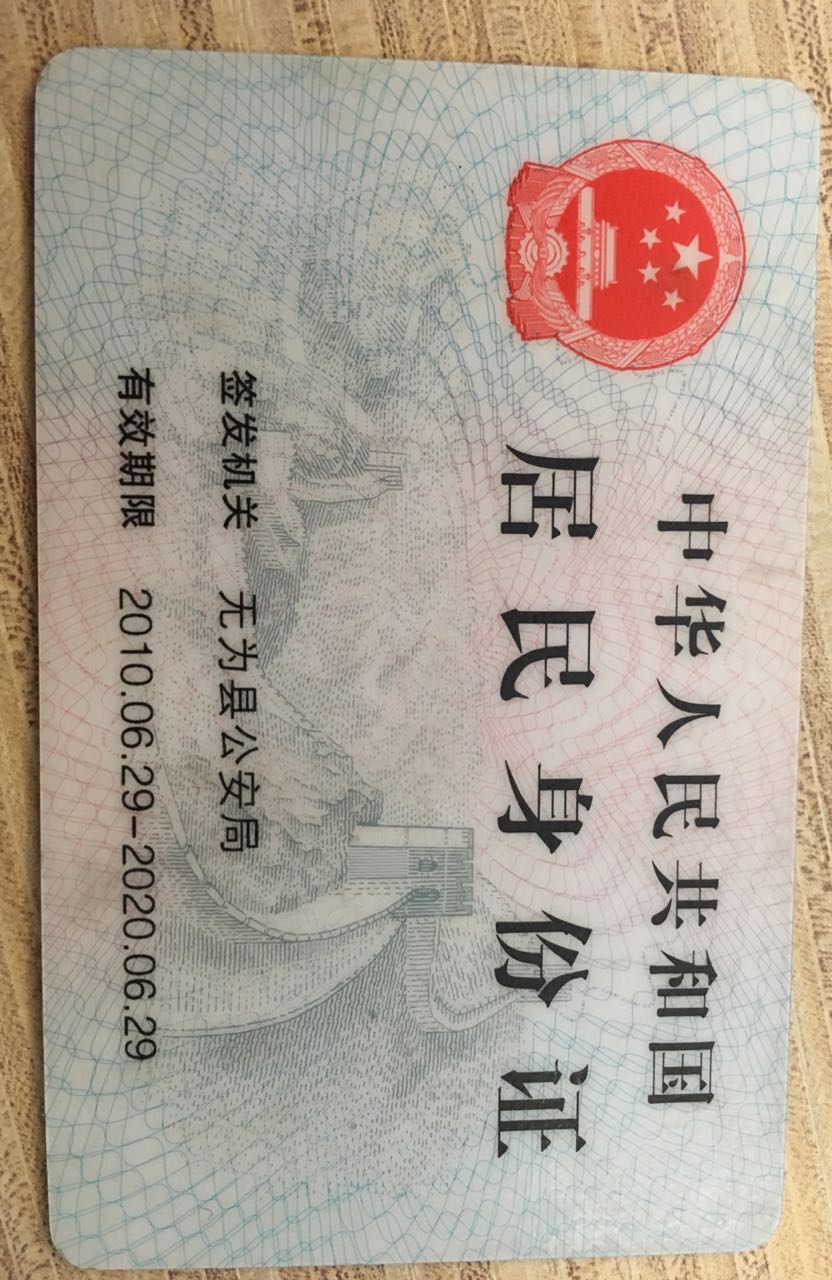 中华人民共和国
居民身份证
签发机关 无为县公安局
有效期限 2010.06.29-2020.06.29